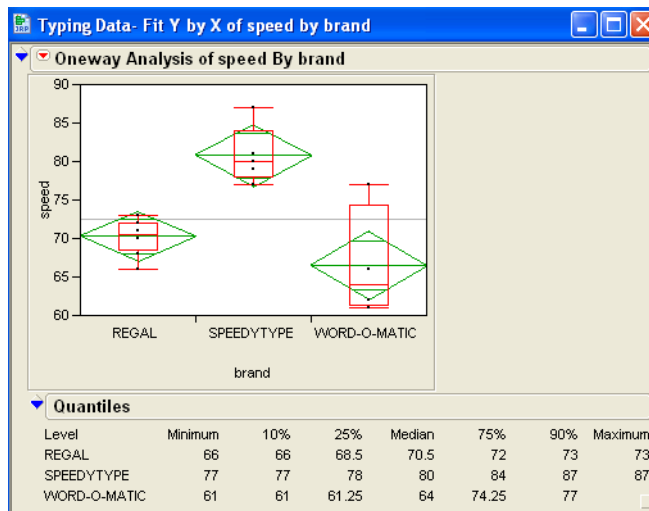 Typing Data- Fit Y by X of speed by brand
Oneway Analysis of speed By brand
90
85
80
75
70
65
60
speed
REGAL SPEEDYTYPE WORD-O-MATIC
brand
Quantiles
Level Minimum 10% 25% Median 75% 90% Maximum
REGAL 66 66 68.5 70.5 72 73 73
SPEEDYTYPE 77 77 78 80 84 87 87
WORD-O-MATIC 61 61 61.25 64 74.25 77